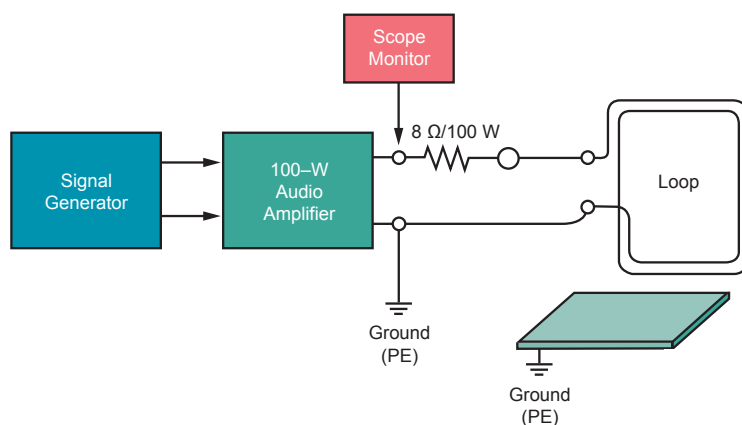 Scope
Monitor
Signal
Generator
100–W
Audio
Amplifier
8 Ω/100 W
Loop
Ground
(PE)
Ground
(PE)